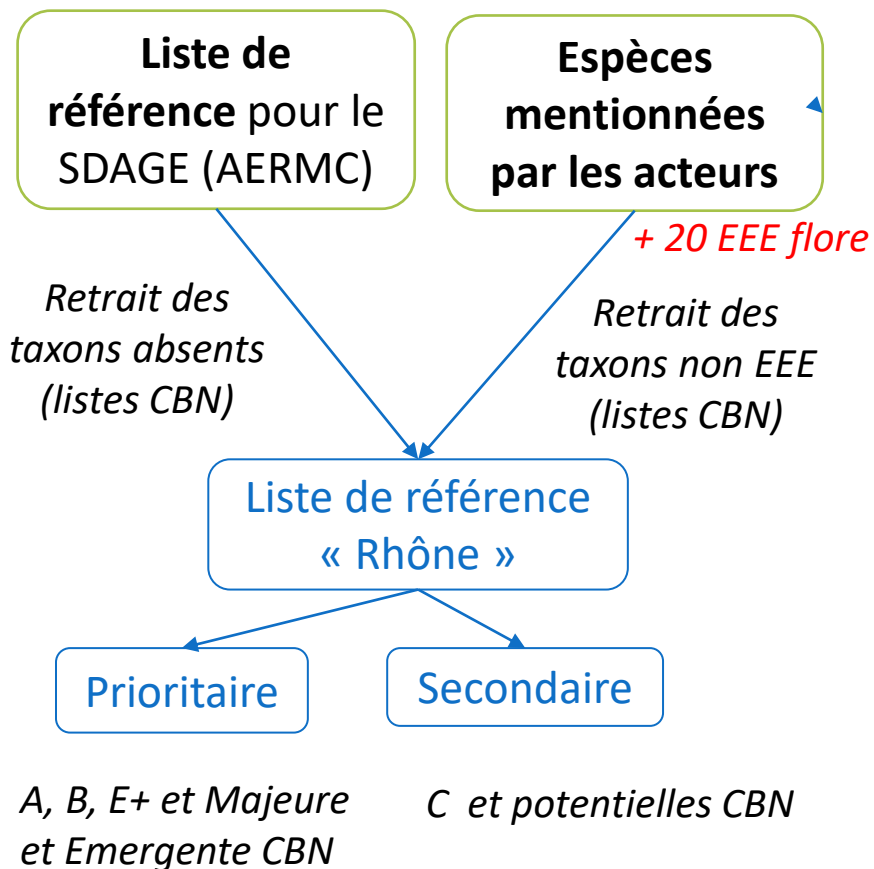 Liste de
référence pour le
SDAGE (AERMC)
Espèces
mentionnées
par les acteurs
+ 20 EEE flore
Retrait des
taxons absents
(listes CBN)
Retrait des
taxons non EEE
(listes CBN)
Liste de référence
« Rhône »
Prioritaire
Secondaire
A, B, E+ et Majeure
et Emergente CBN
C et potentielles CBN